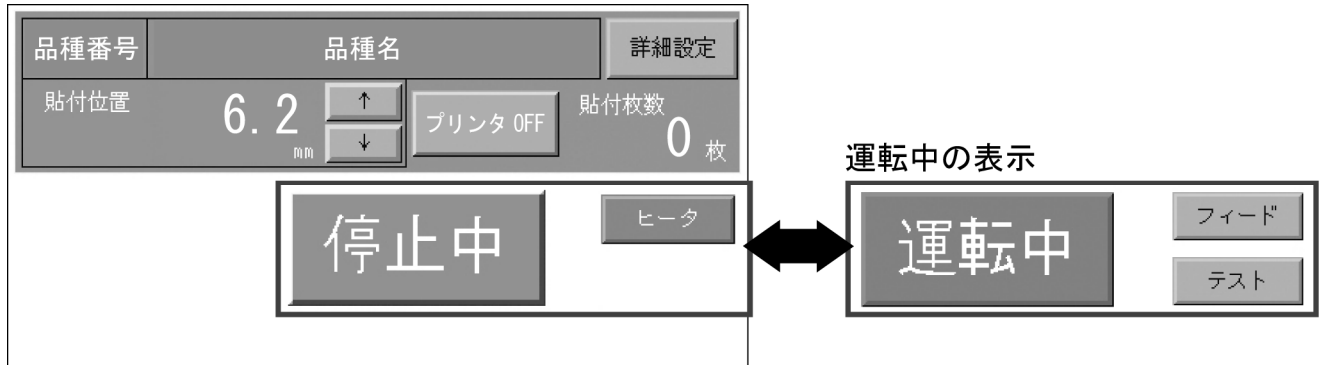 品種番号 品種名 詳細設定
貼付位置 6.2 mm ↑ ↓ プリンタ OFF 貼付枚数 0 枚
運転中の表示
停止中 ヒータ
運転中 フィード
テスト